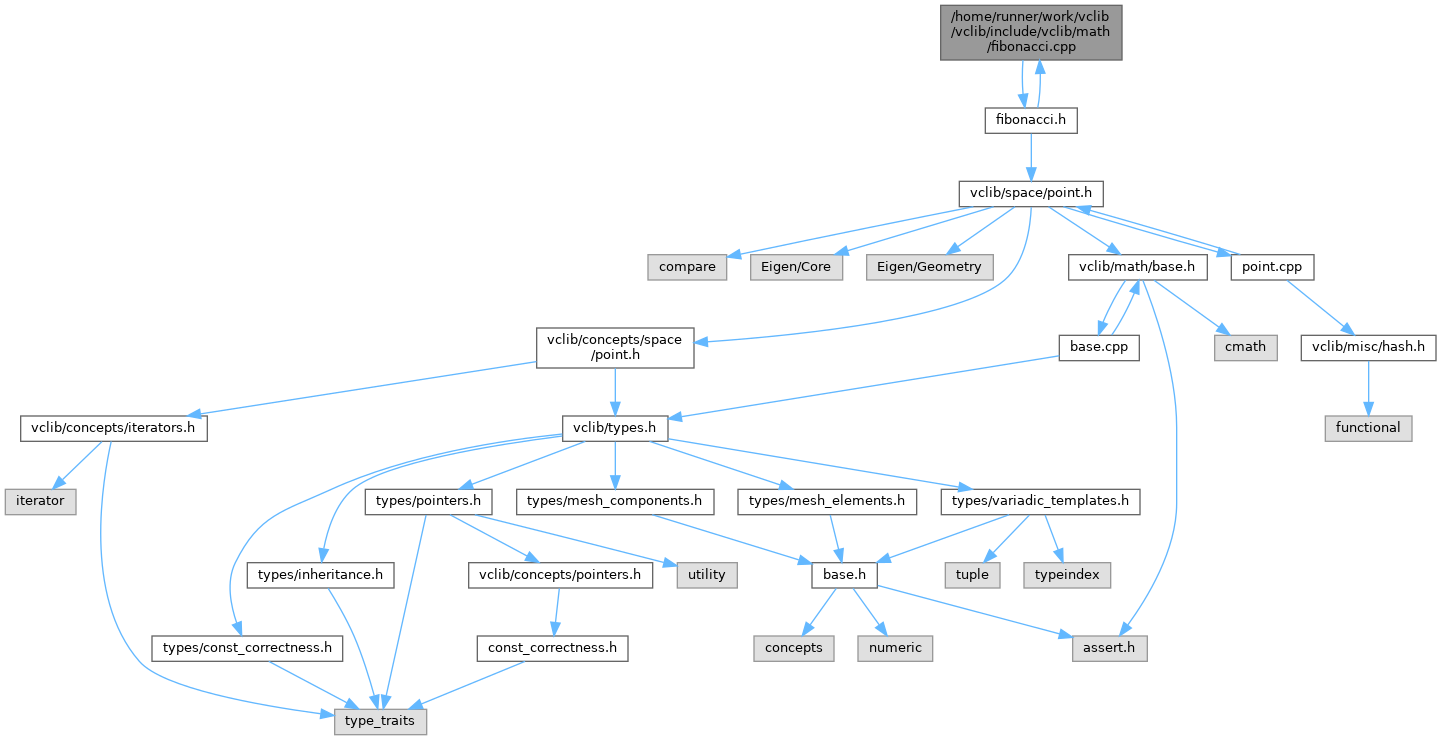 /home/runner/work/vclib
/vclib/include/vclib/math
/fibonacci.cpp
fibonacci.h
vclib/space/point.h
compare
Eigen/Core
Eigen/Geometry
vclib/math/base.h
point.cpp
vclib/concepts/space
/point.h
base.cpp
cmath
vclib/misc/hash.h
vclib/concepts/iterators.h
vclib/types.h
functional
iterator
types/pointers.h
types/mesh_components.h
types/mesh_elements.h
types/variadic_templates.h
types/inheritance.h
vclib/concepts/pointers.h
utility
base.h
tuple
typeindex
types/const_correctness.h
const_correctness.h
concepts
numeric
assert.h
type_traits